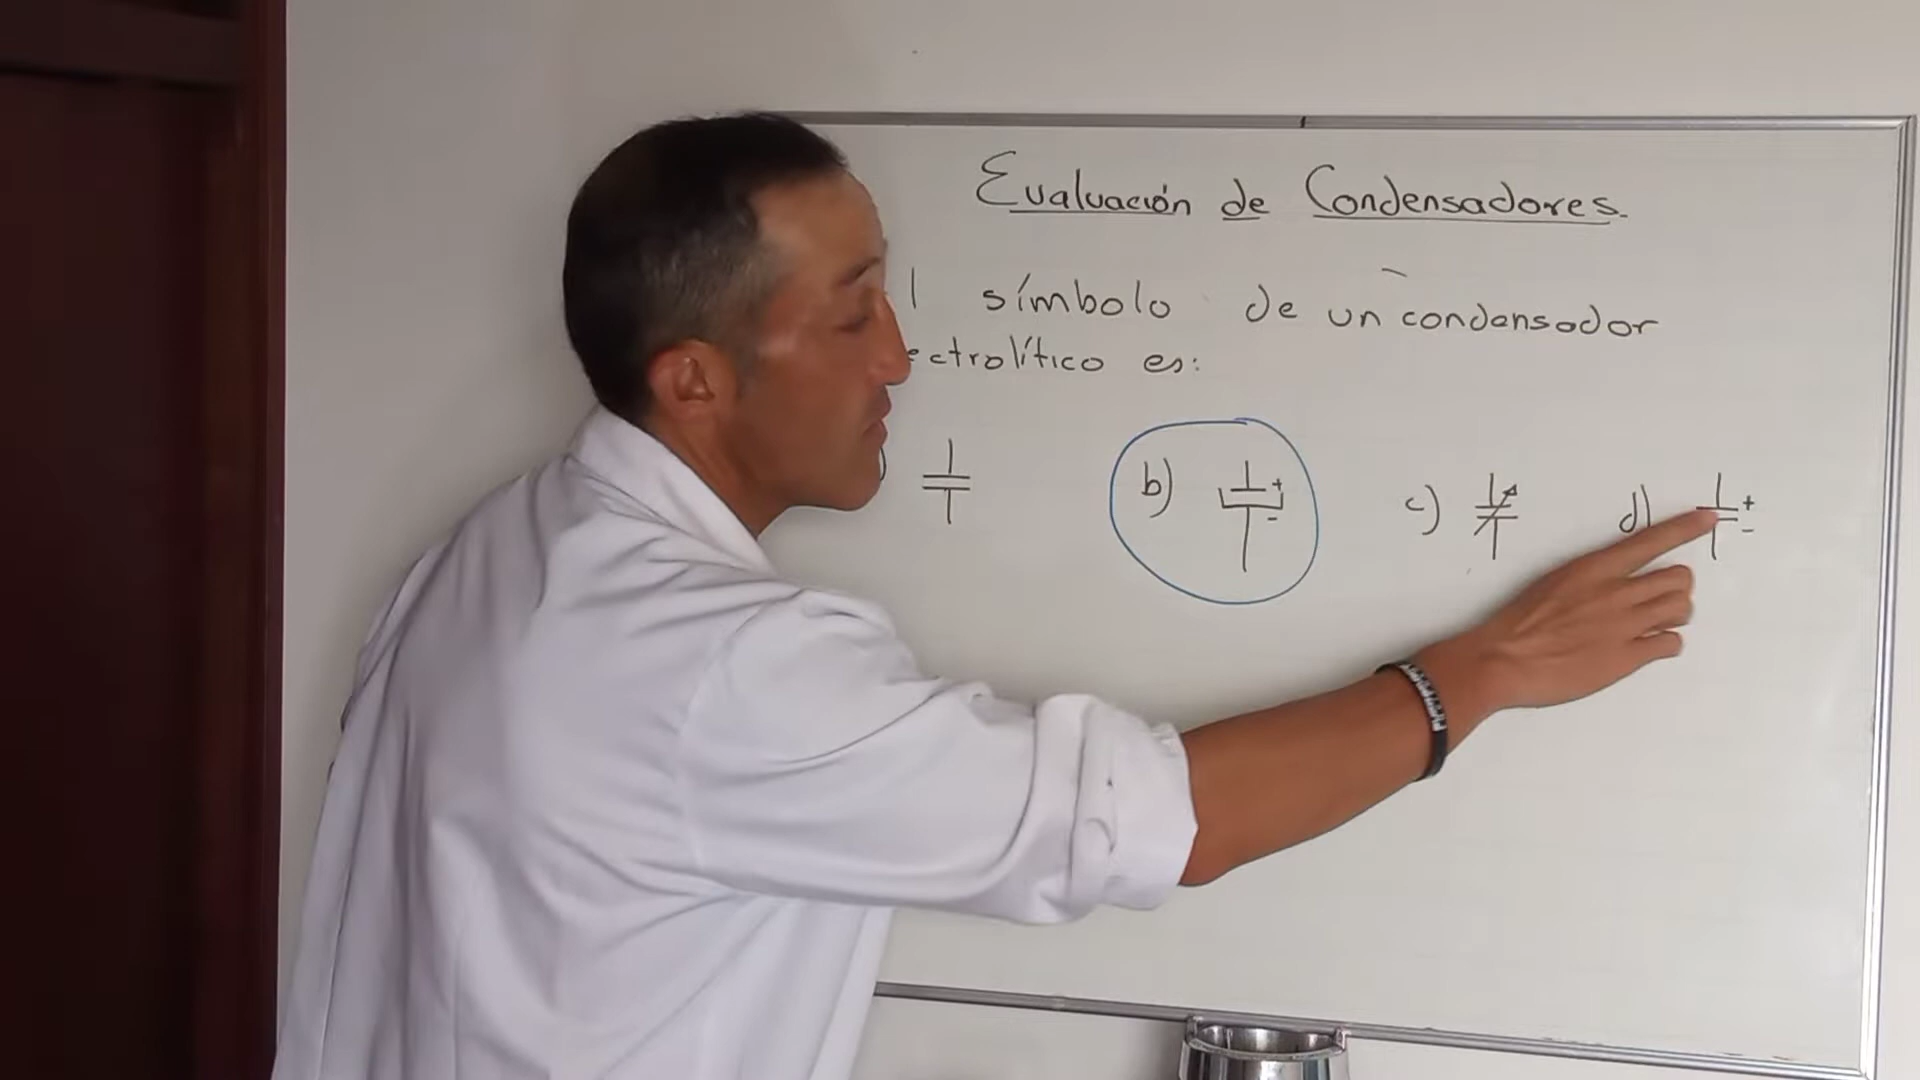 Evaluación de Condensadores.
l símbolo de un condensador
ectrolítico es:
) b) + - c) d) + -